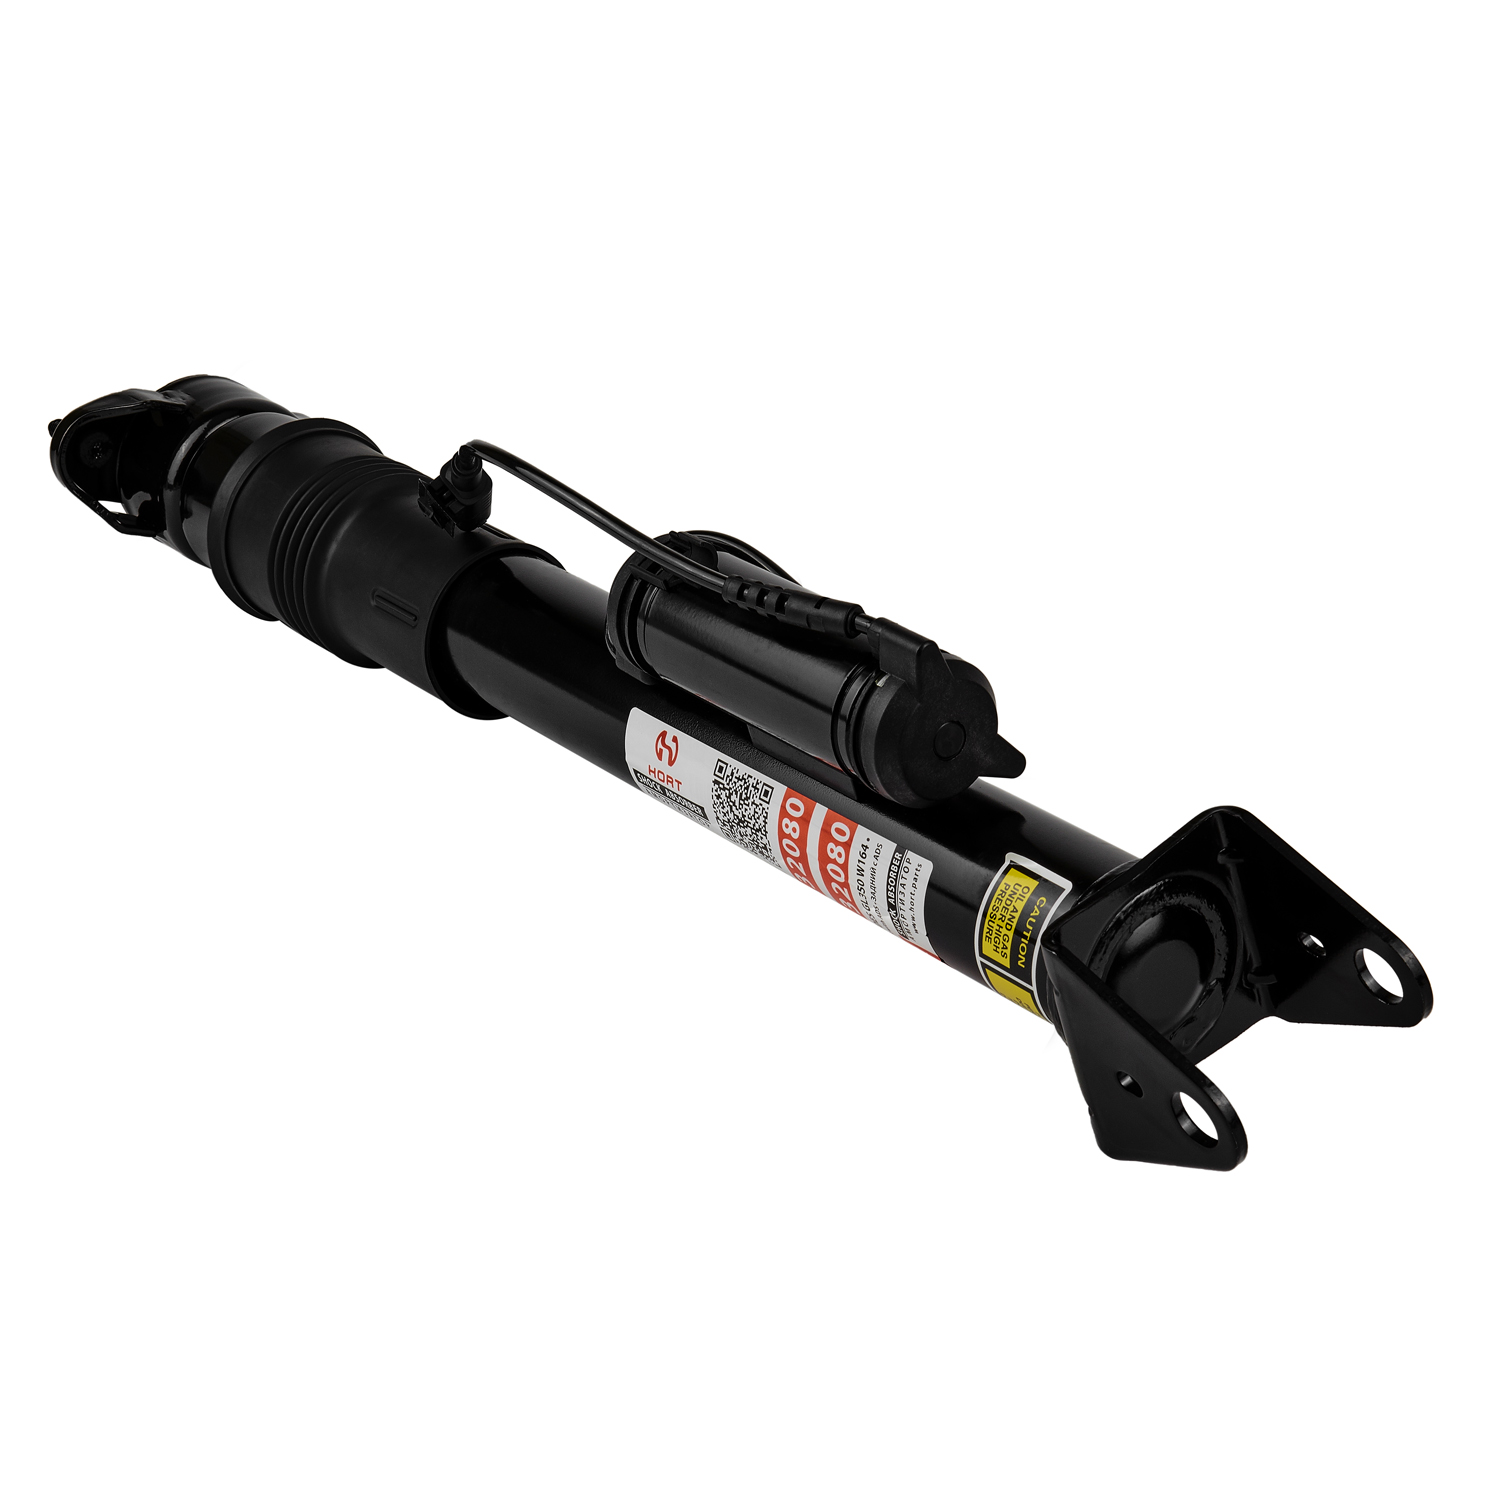 HORT
SHOCK ABSORBER
2080
2080
GL350 W164 •
ADS • ЗАДНИЙ с ADS
ABSORBER
АМОРТИЗАТОР
www.hort.parts
CAUTION
OIL AND GAS
UNDER HIGH
PRESSURE